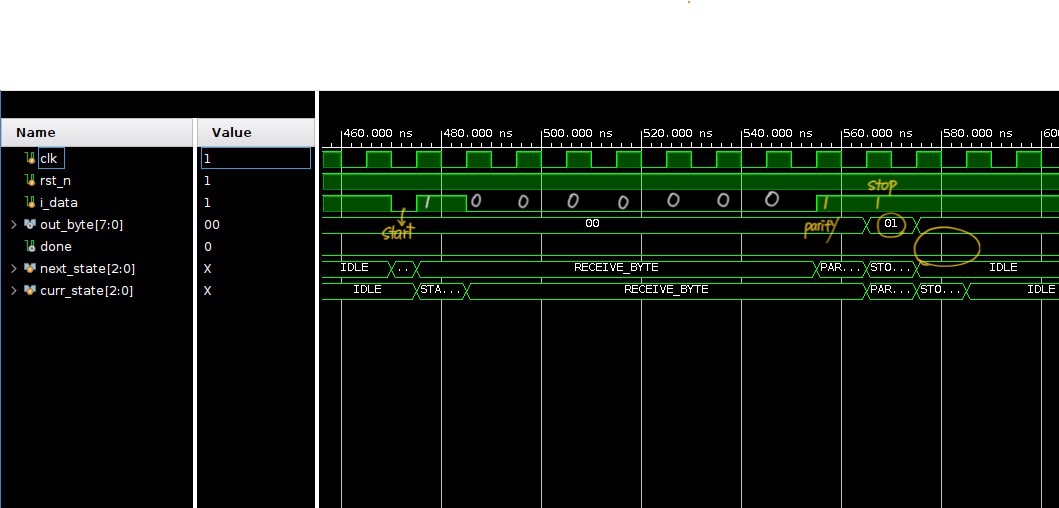 Name Value
460.000 ns 480.000 ns 500.000 ns 520.000 ns 540.000 ns 560.000 ns 580.000 ns 60
clk 1
rst_n 1
stop
i_data 1 1 0 0 0 0 0 0 0 1 1
out_byte[7:0] 00 00 01
start parify
done 0
next_state[2:0] X IDLE ... RECEIVE_BYTE PAR... STO... IDLE
curr_state[2:0] X IDLE STA... RECEIVE_BYTE PAR... STO... IDLE